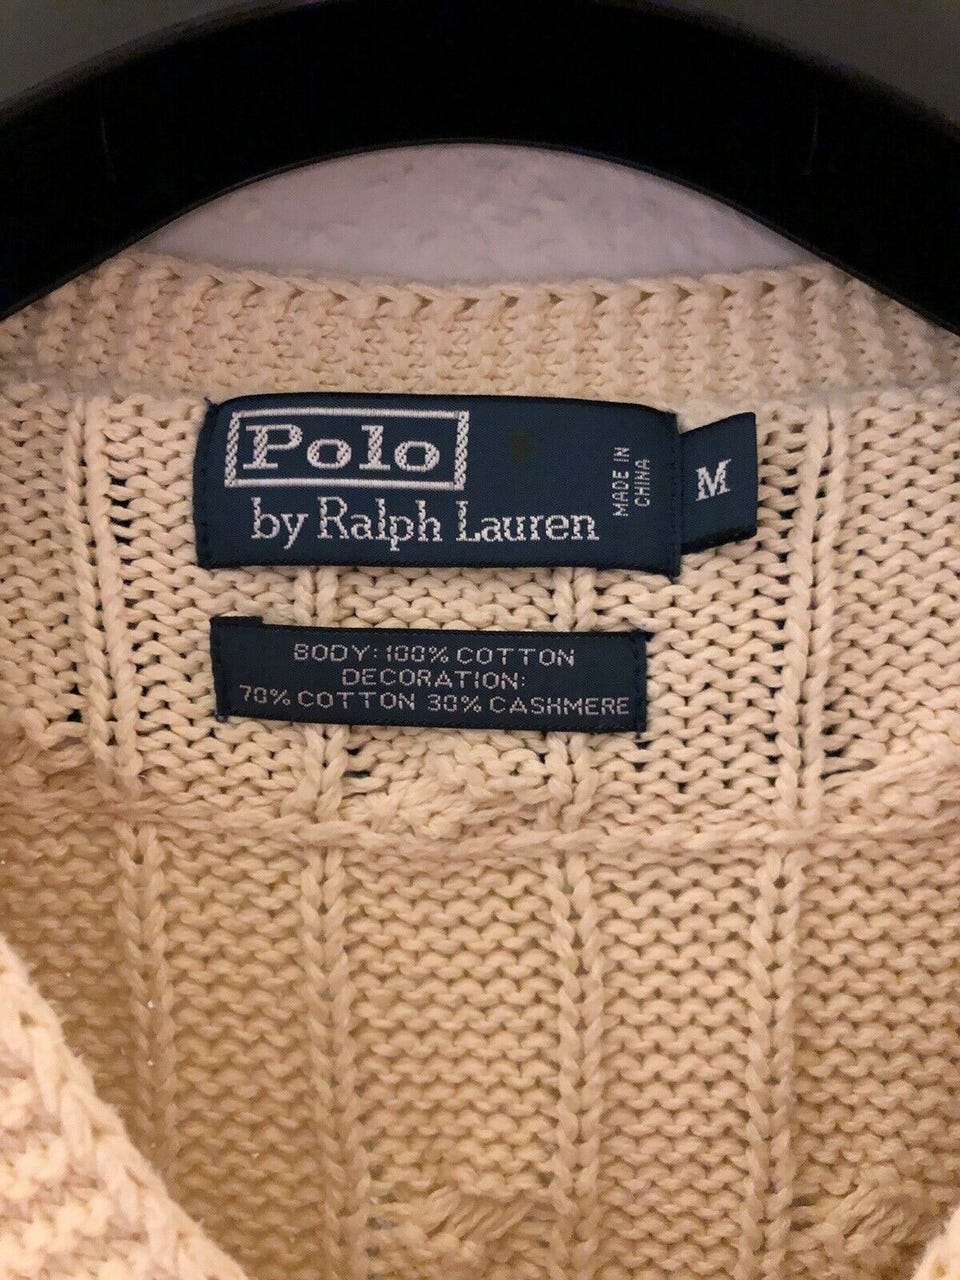 Polo
by Ralph Lauren
MADE IN
CHINA
M
BODY: 100% COTTON
DECORATION:
70% COTTON 30% CASHMERE